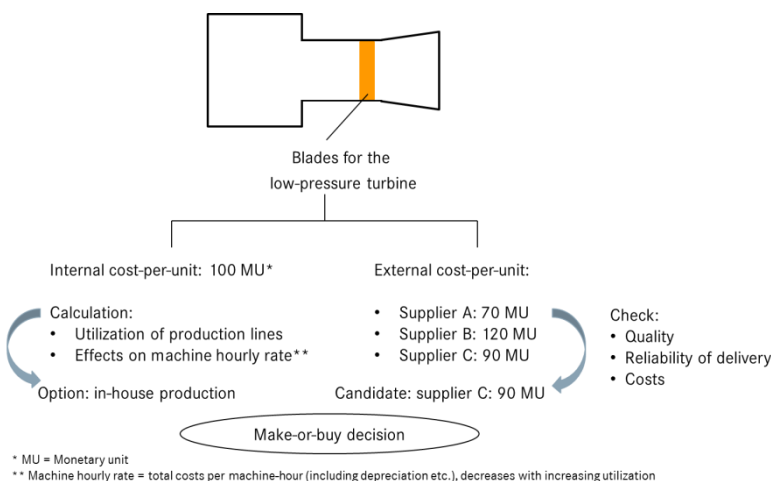 Blades for the
low-pressure turbine
Internal cost-per-unit: 100 MU*
Calculation:
• Utilization of production lines
• Effects on machine hourly rate**
Option: in-house production
External cost-per-unit:
• Supplier A: 70 MU
• Supplier B: 120 MU
• Supplier C: 90 MU
Candidate: supplier C: 90 MU
Check:
• Quality
• Reliability of delivery
• Costs
Make-or-buy decision
* MU = Monetary unit
** Machine hourly rate = total costs per machine-hour (including depreciation etc.), decreases with increasing utilization